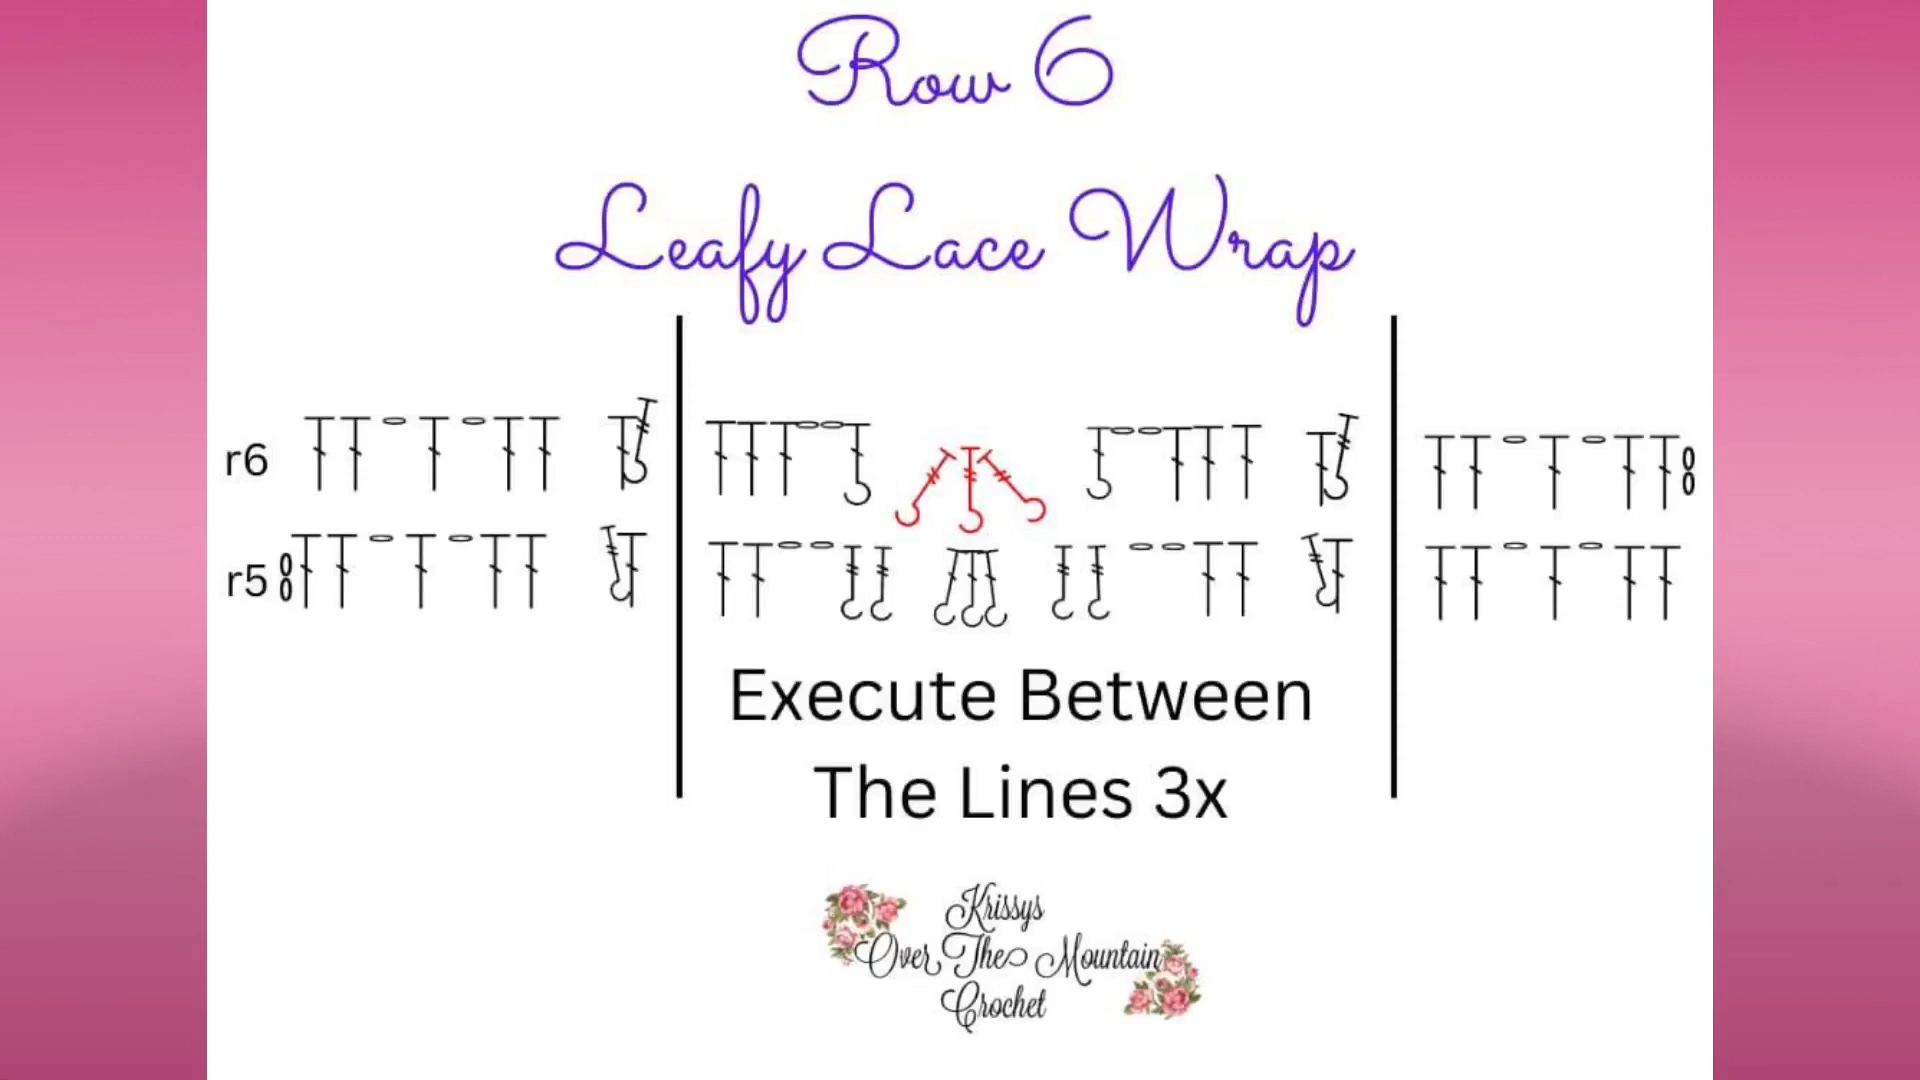 Row 6
Leafy Lace Wrap
r6
r5
Execute Between
The Lines 3x
Krissys
Over The Mountain
Crochet